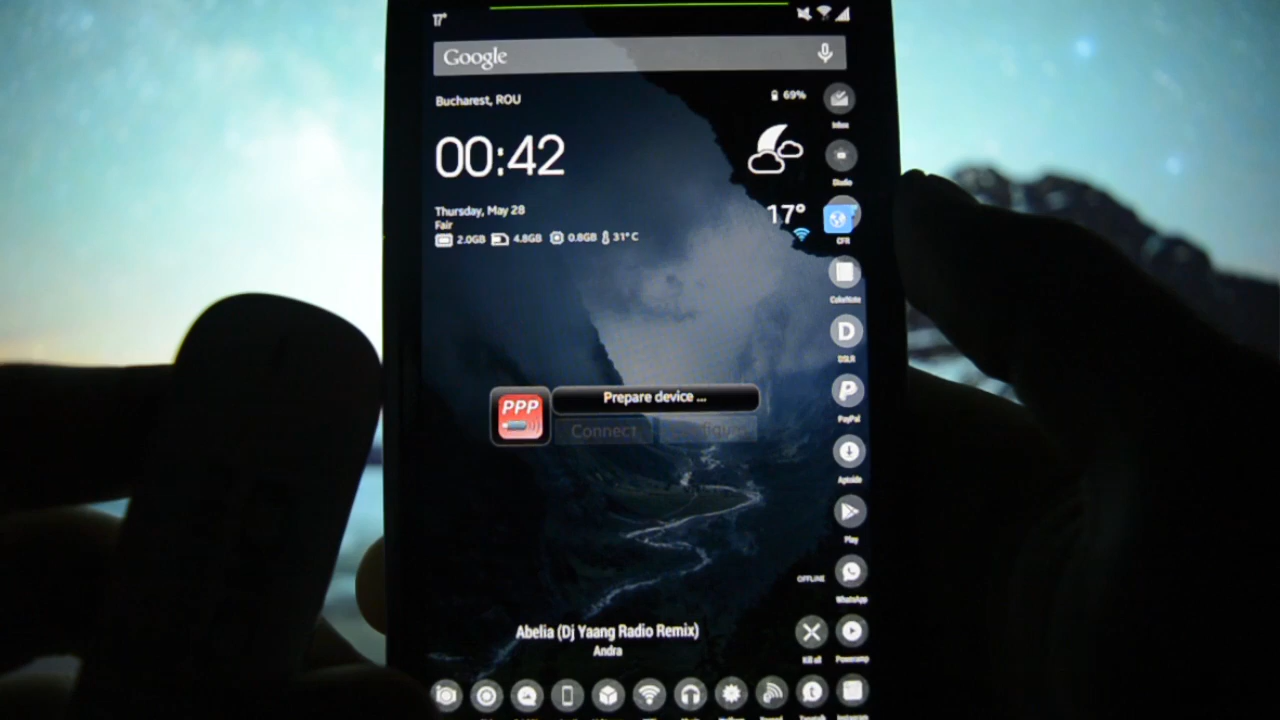 17°
Google
Bucharest, ROU
69%
Inbox
00:42
Studio
Thursday, May 28
17°
Fair
2.0GB 4.8GB 0.8GB 31°C
CFR
ColorNote
DSLR
Prepare device ...
PPP
Connect
PayPal
Aptoide
Play
OFFLINE
WhatsApp
Abelia (Dj Yaang Radio Remix)
Andra
Kill all
Poweramp